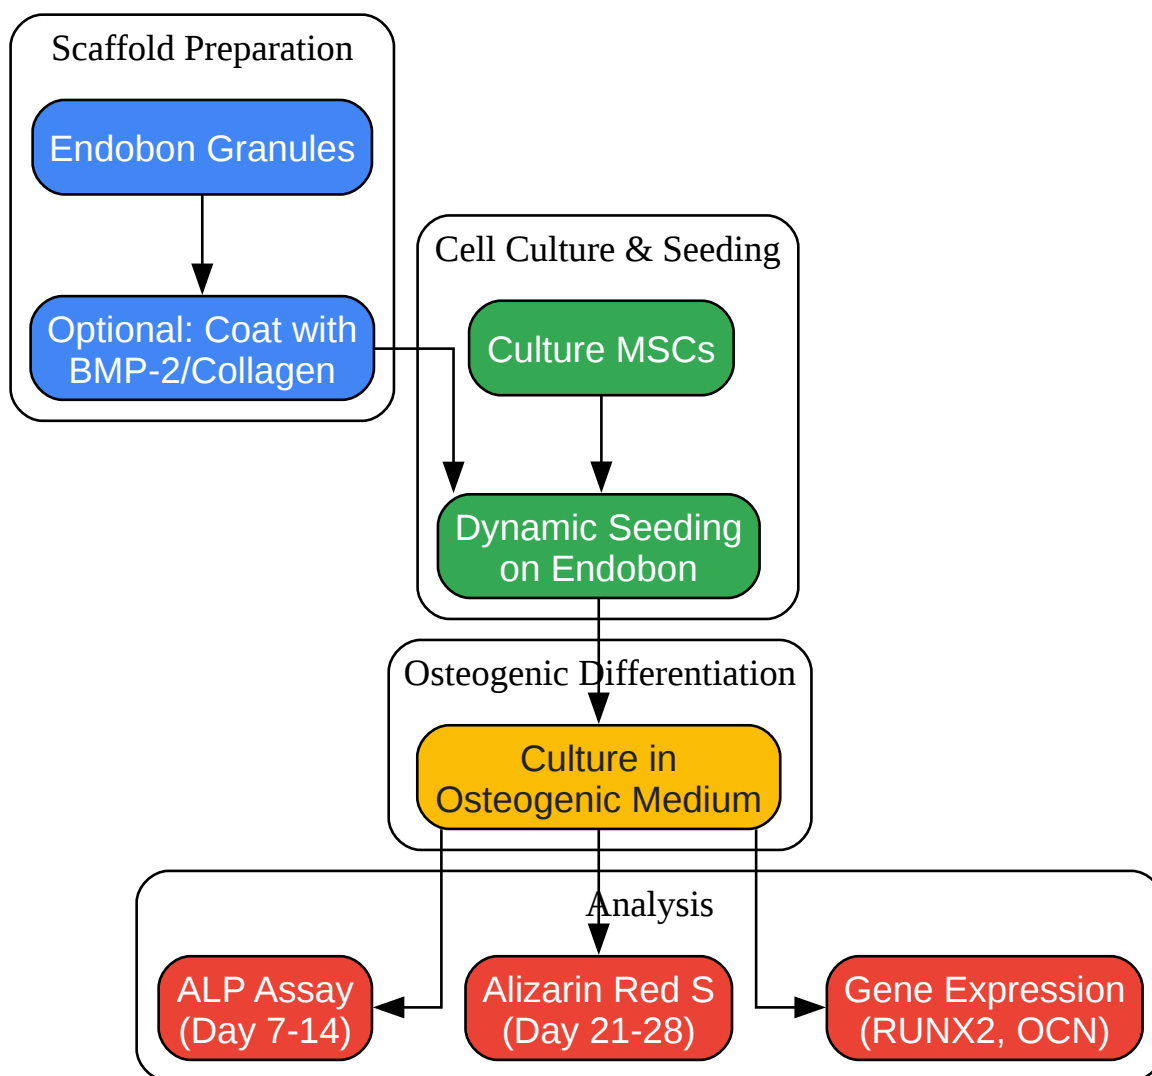 Scaffold Preparation
Endobon Granules
Optional: Coat with
BMP-2/Collagen
Cell Culture & Seeding
Culture MSCs
Dynamic Seeding
on Endobon
Osteogenic Differentiation
Culture in
Osteogenic Medium
Analysis
ALP Assay
(Day 7-14)
Alizarin Red S
(Day 21-28)
Gene Expression
(RUNX2, OCN)